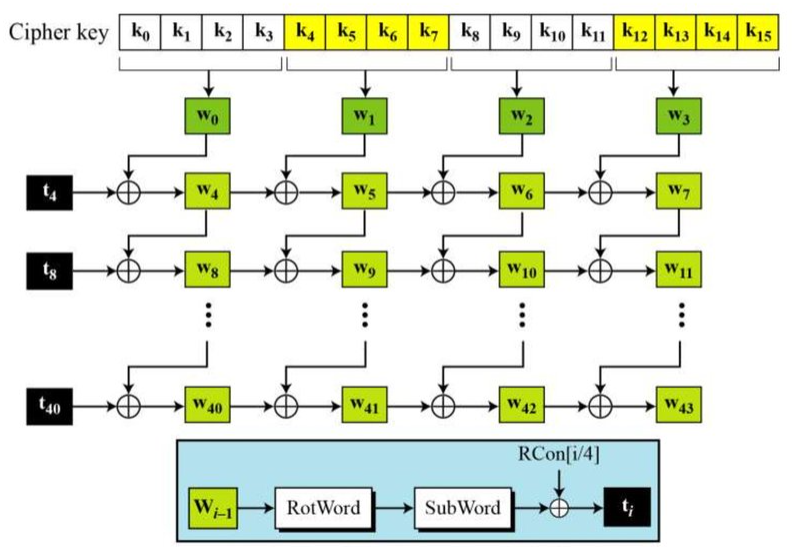 Cipher key k0 k1 k2 k3 k4 k5 k6 k7 k8 k9 k10 k11 k12 k13 k14 k15
w0 w1 w2 w3
t4 w4 w5 w6 w7
t8 w8 w9 w10 w11
t40 w40 w41 w42 w43
RCon[i/4]
Wi–1 RotWord SubWord ti